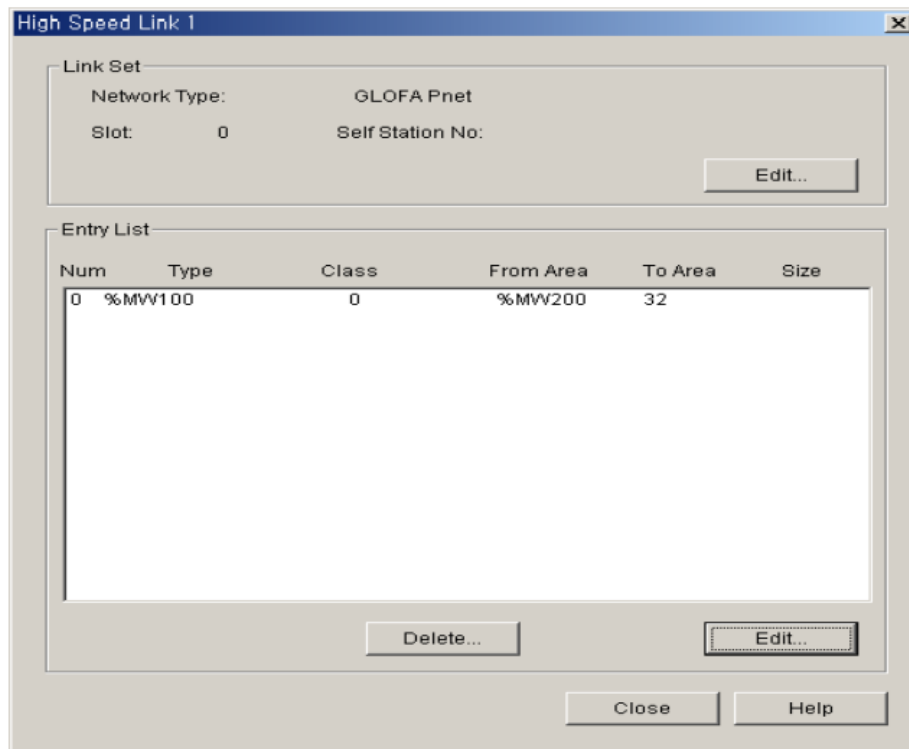 High Speed Link 1
Link Set
Network Type: GLOFA Pnet
Slot: 0 Self Station No:
Edit...
Entry List
Num Type Class From Area To Area Size
0 %MW100 0 %MW200 32
Delete... Edit...
Close Help